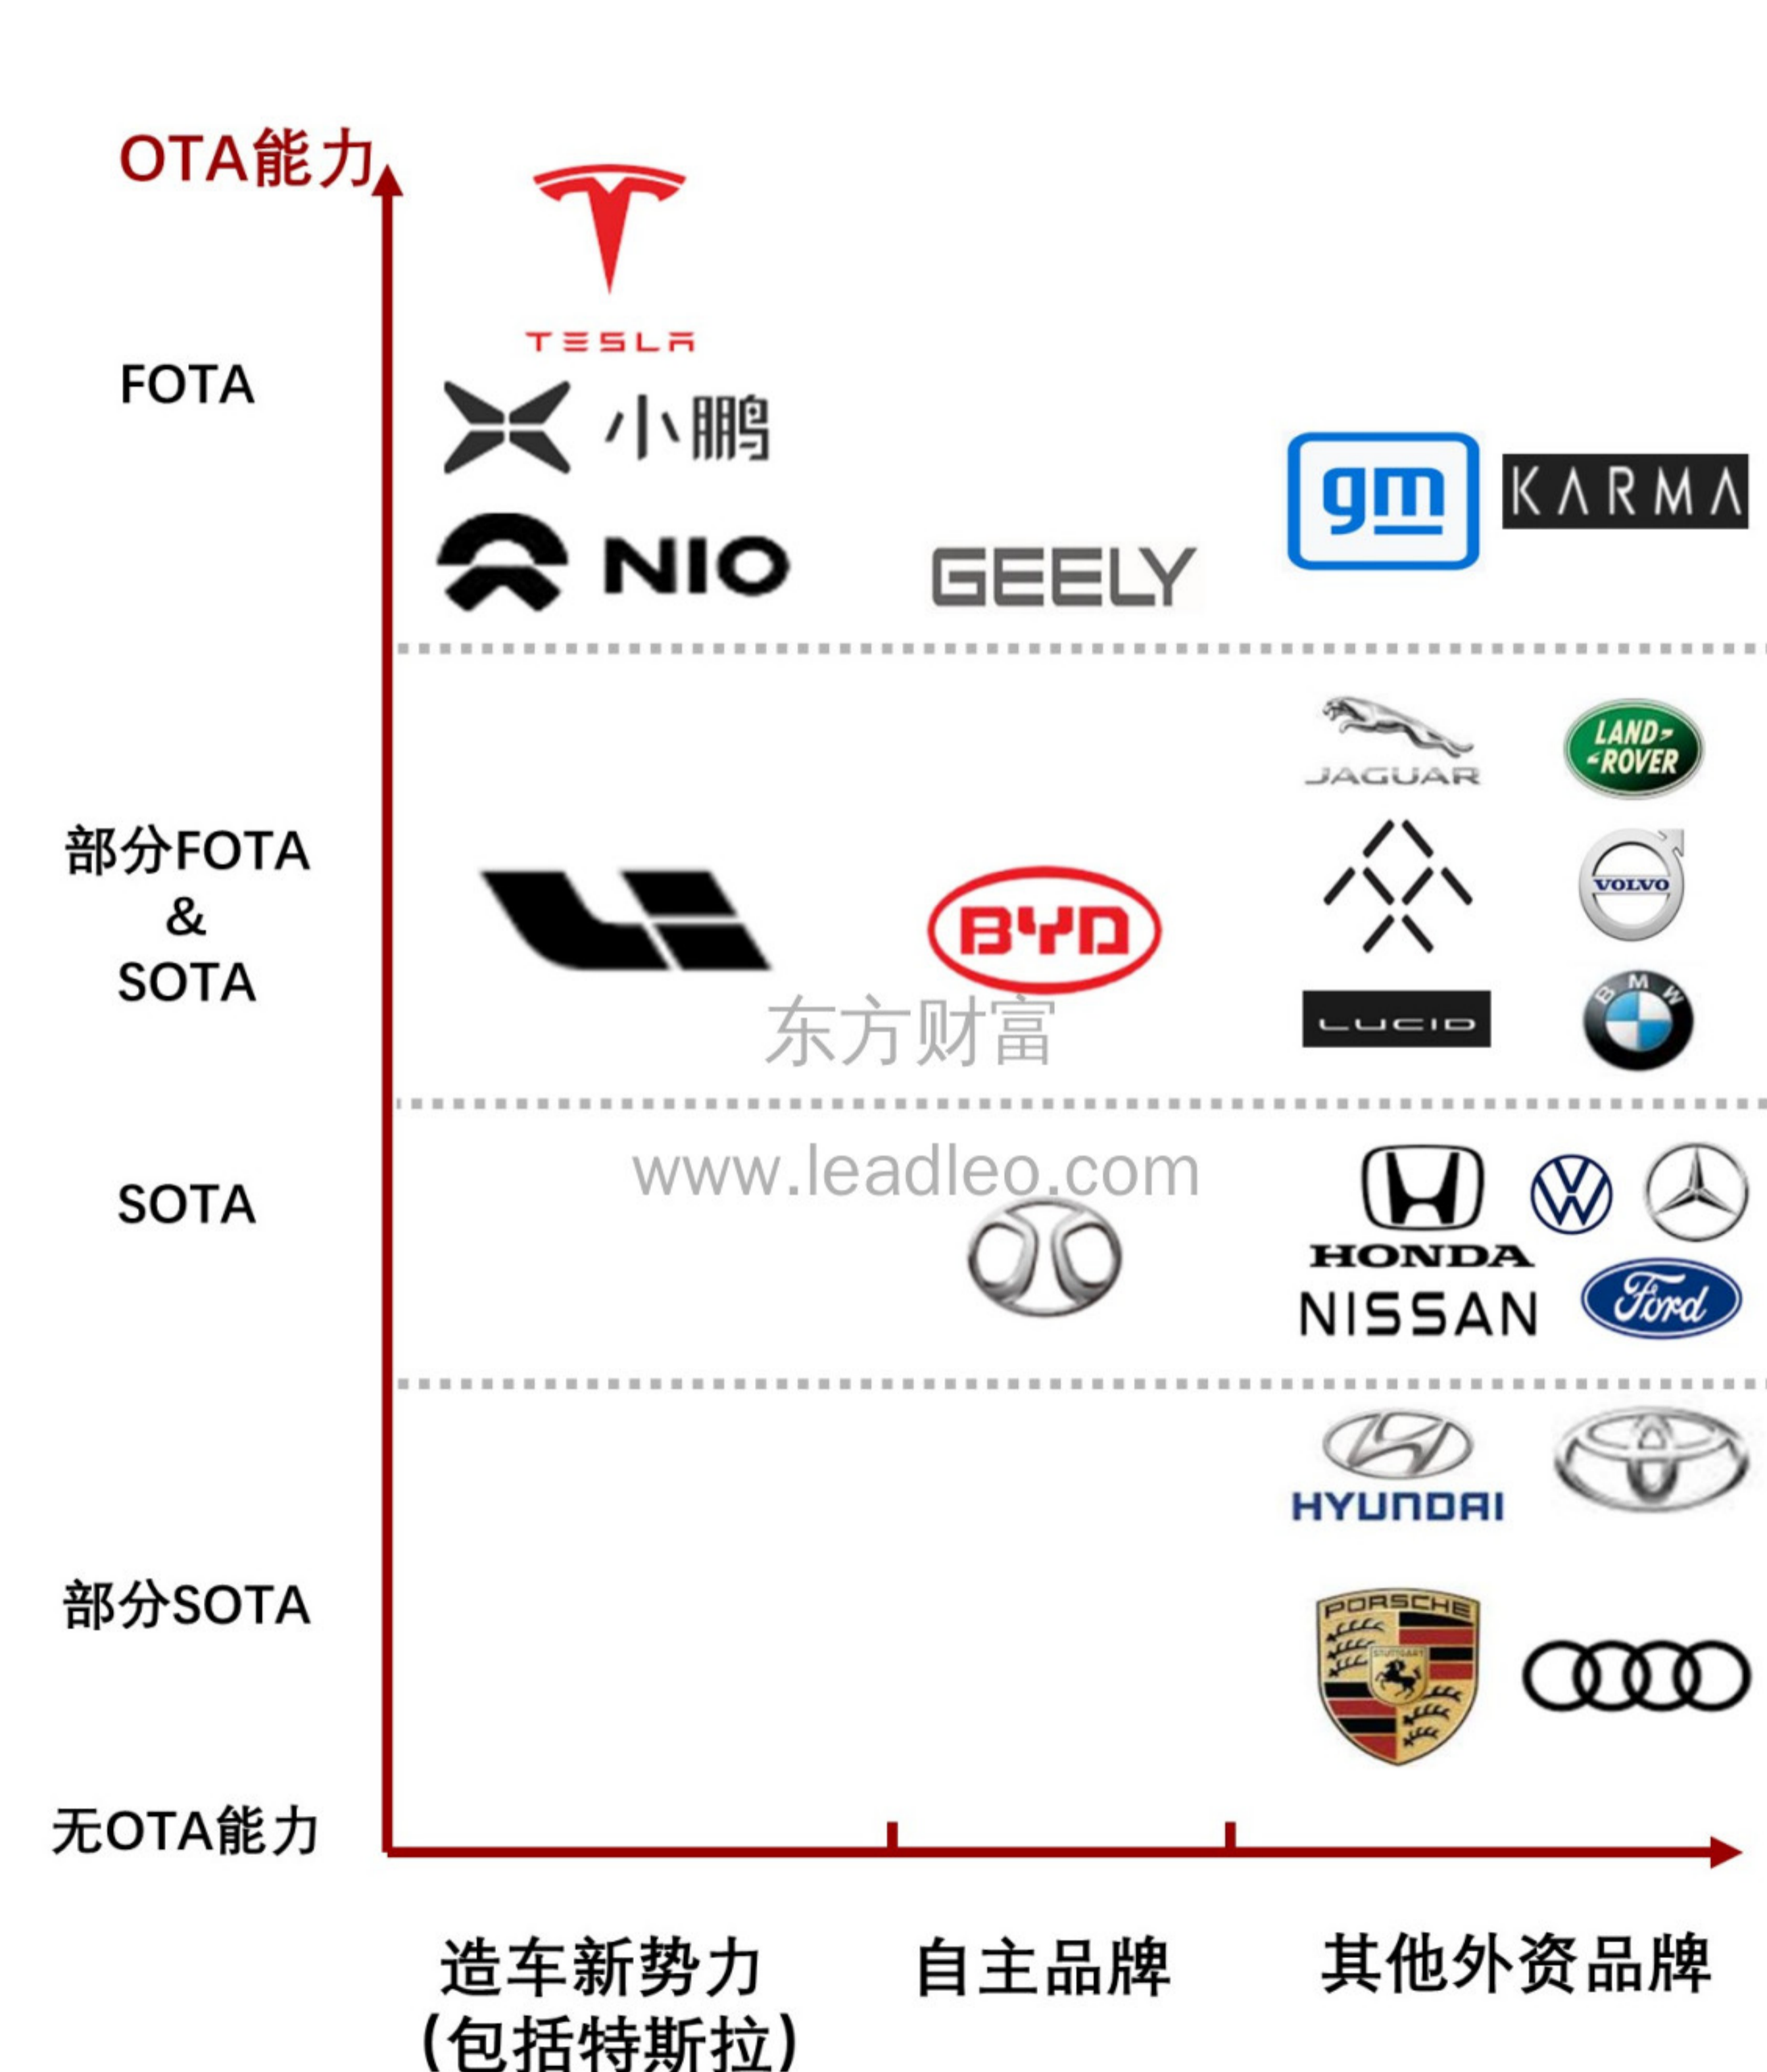 OTA能力
TESLA
FOTA
小鹏
gm
KARMA
NIO
GEELY
JAGUAR
LAND-
-ROVER
部分FOTA
&
SOTA
VOLVO
BYD
LUCID
BMW
东方财富
www.leadleo.com
SOTA
HONDA
NISSAN
Ford
HYUNDAI
部分SOTA
PORSCHE
STUTTGART
无OTA能力
造车新势力
(包括特斯拉)
自主品牌
其他外资品牌